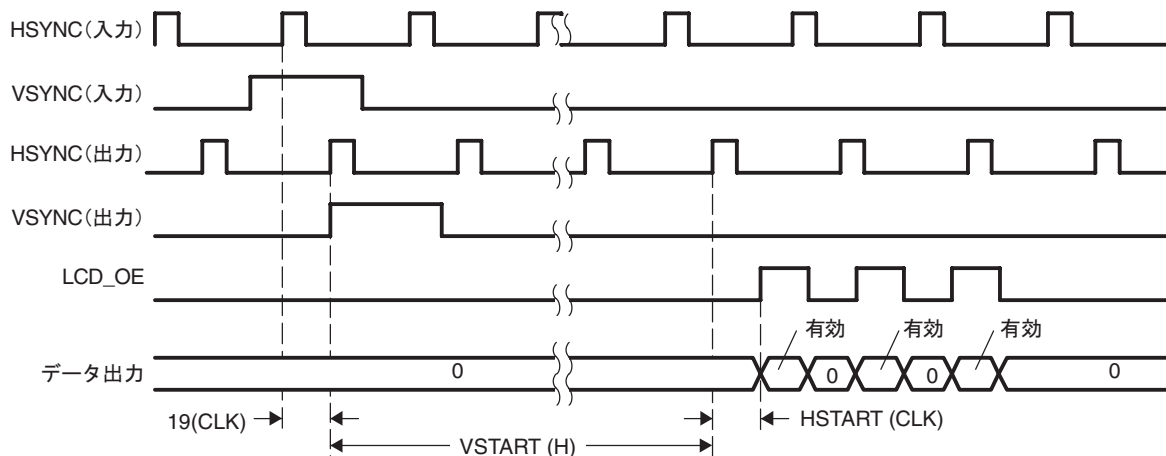 HSYNC(入力)
VSYNC(入力)
HSYNC(出力)
VSYNC(出力)
LCD_OE
有効 有効 有効
データ出力 0 0 0 0
19(CLK) HSTART (CLK)
VSTART (H)